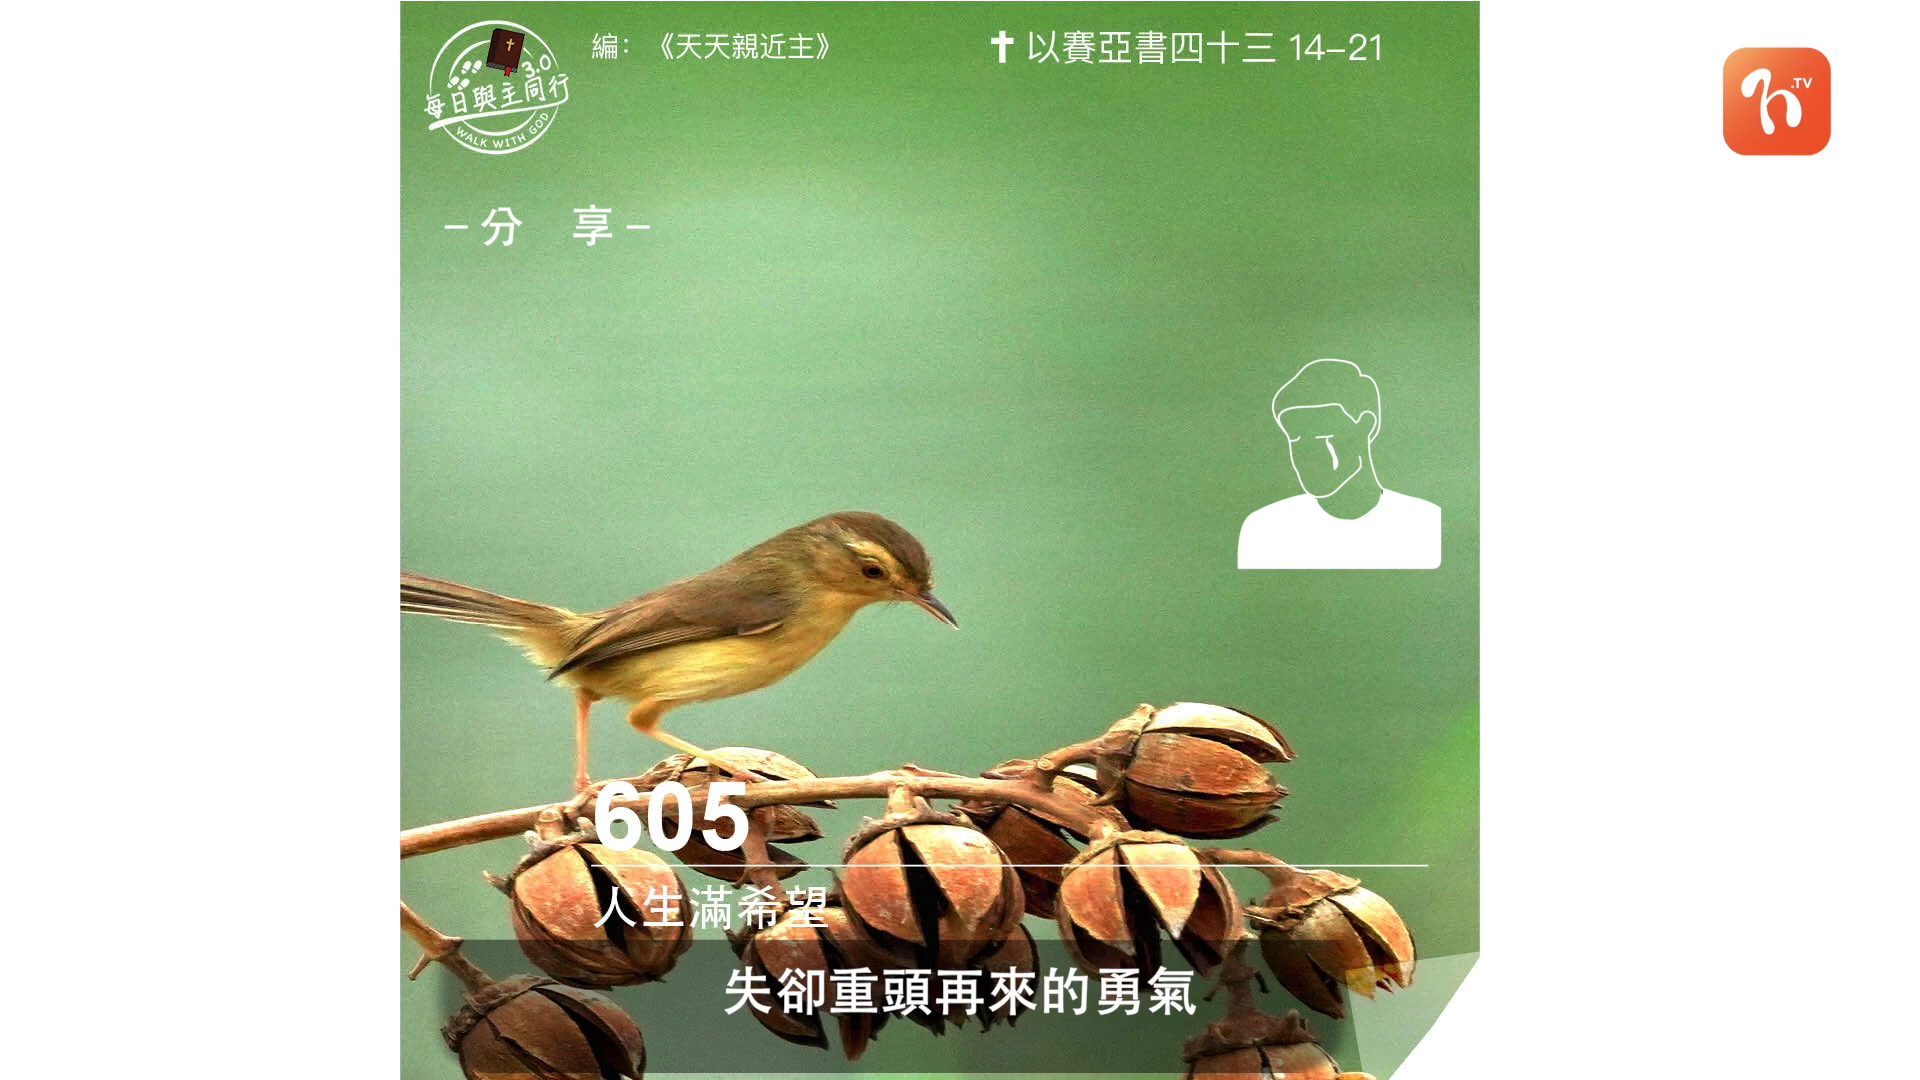 編：《天天親近主》
✝ 以賽亞書四十三 14-21
3.0
每日與主同行
WALK WITH GOD
h.TV
– 分 享 –
605
人生滿希望
失卻重頭再來的勇氣